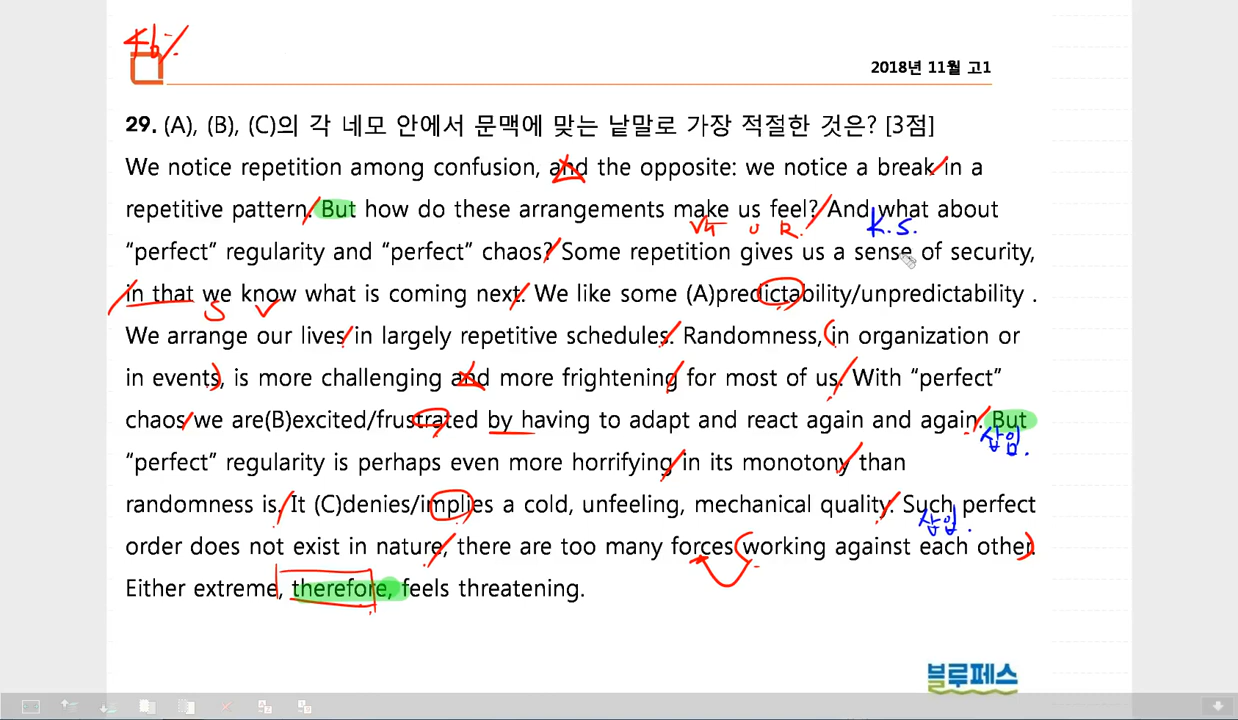 46%
2018년 11월 고1
29. (A), (B), (C)의 각 네모 안에서 문맥에 맞는 낱말로 가장 적절한 것은? [3점]
We notice repetition among confusion, and the opposite: we notice a break in a
repetitive pattern. But how do these arrangements make us feel? And what about
K.S.
“perfect” regularity and “perfect” chaos? Some repetition gives us a sense of security,
in that we know what is coming next. We like some (A)predictability/unpredictability .
S V
We arrange our lives in largely repetitive schedules. Randomness, in organization or
in events, is more challenging and more frightening for most of us. With “perfect”
chaos we are(B)excited/frustrated by having to adapt and react again and again. But
삽입.
“perfect” regularity is perhaps even more horrifying in its monotony than
randomness is. It (C)denies/implies a cold, unfeeling, mechanical quality. Such perfect
삽입.
order does not exist in nature, there are too many forces working against each other.
Either extreme, therefore, feels threatening.
블루페스